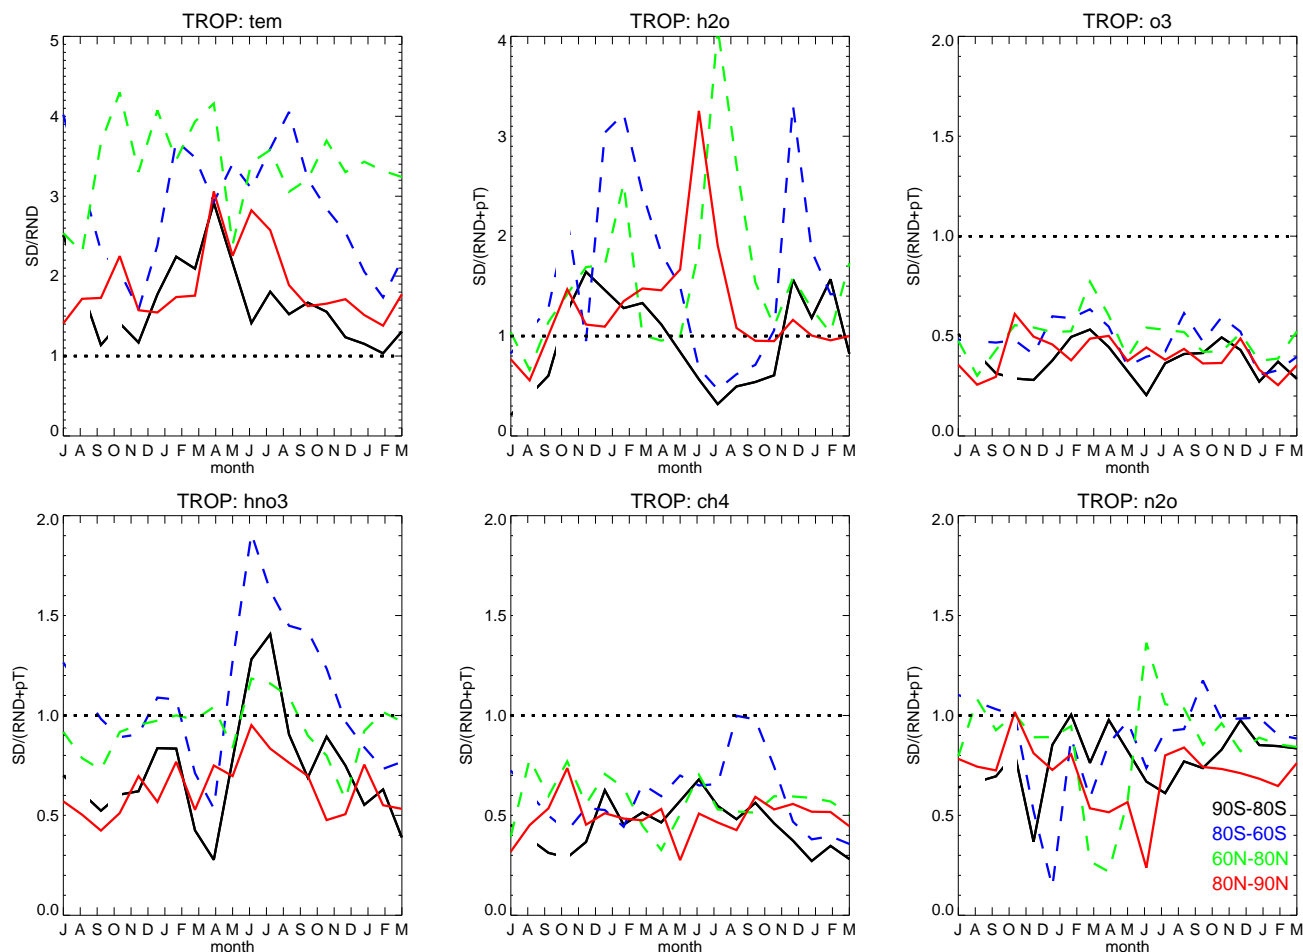 TROP: tem
5
4
3
2
1
0
SD/RND
J A S O N D J F M A M J J A S O N D J F M
month
TROP: h2o
4
3
2
1
0
SD/(RND+pT)
J A S O N D J F M A M J J A S O N D J F M
month
TROP: o3
2.0
1.5
1.0
0.5
0.0
SD/(RND+pT)
J A S O N D J F M A M J J A S O N D J F M
month
TROP: hno3
2.0
1.5
1.0
0.5
0.0
SD/(RND+pT)
J A S O N D J F M A M J J A S O N D J F M
month
TROP: ch4
2.0
1.5
1.0
0.5
0.0
SD/(RND+pT)
J A S O N D J F M A M J J A S O N D J F M
month
TROP: n2o
2.0
1.5
1.0
0.5
0.0
SD/(RND+pT)
90S-80S
80S-60S
60N-80N
80N-90N
J A S O N D J F M A M J J A S O N D J F M
month